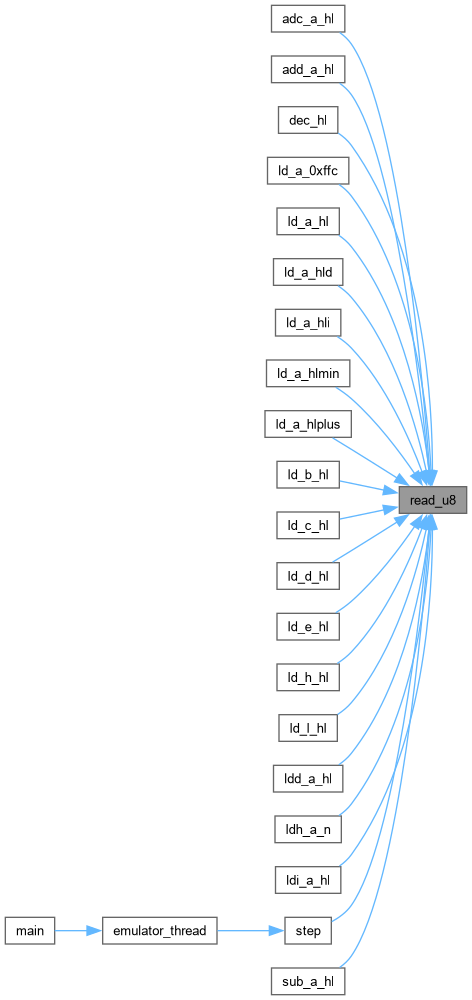 adc_a_hl
add_a_hl
dec_hl
ld_a_0xffc
ld_a_hl
ld_a_hld
ld_a_hli
ld_a_hlmin
ld_a_hlplus
ld_b_hl
read_u8
ld_c_hl
ld_d_hl
ld_e_hl
ld_h_hl
ld_l_hl
ldd_a_hl
ldh_a_n
ldi_a_hl
main
emulator_thread
step
sub_a_hl